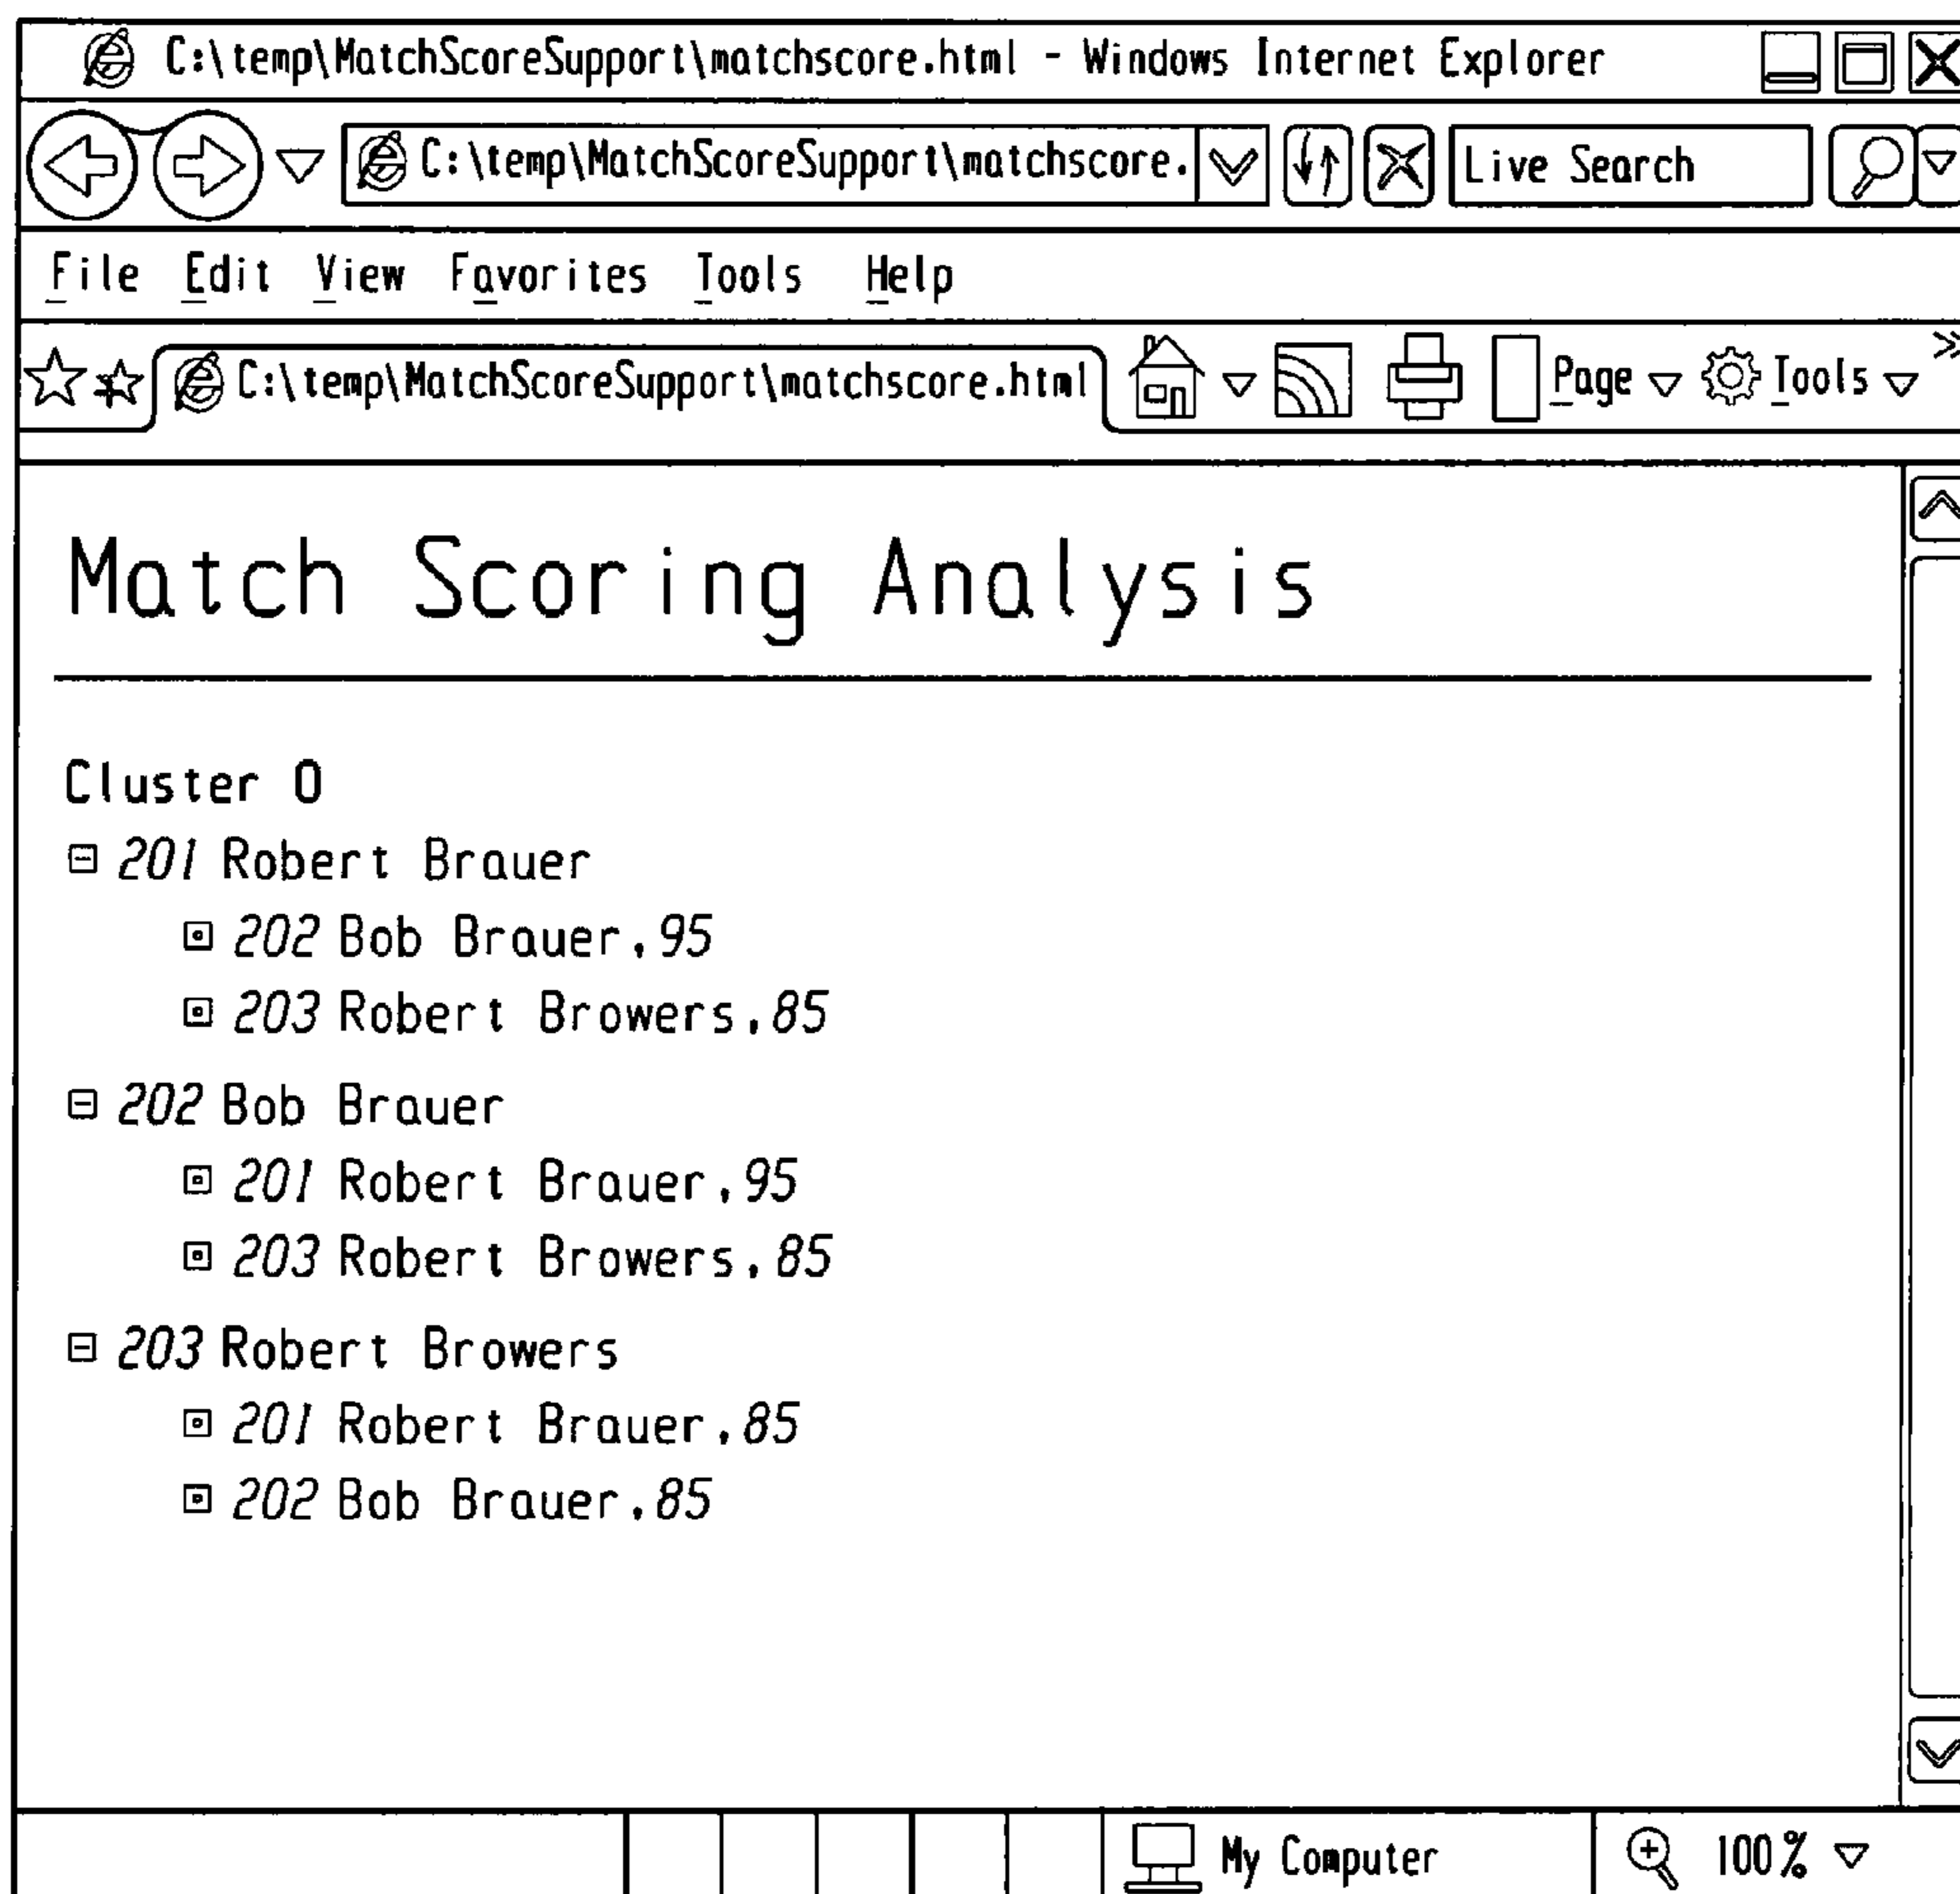 C:\temp\MatchScoreSupport\matchscore.html - Windows Internet Explorer
C:\temp\MatchScoreSupport\matchscore. Live Search
File Edit View Favorites Tools Help
C:\temp\MatchScoreSupport\matchscore.html Page Tools »
Match Scoring Analysis
Cluster 0
201 Robert Brauer
202 Bob Brauer, 95
203 Robert Browers, 85
202 Bob Brauer
201 Robert Brauer, 95
203 Robert Browers, 85
203 Robert Browers
201 Robert Brauer, 85
202 Bob Brauer, 85
My Computer 100%